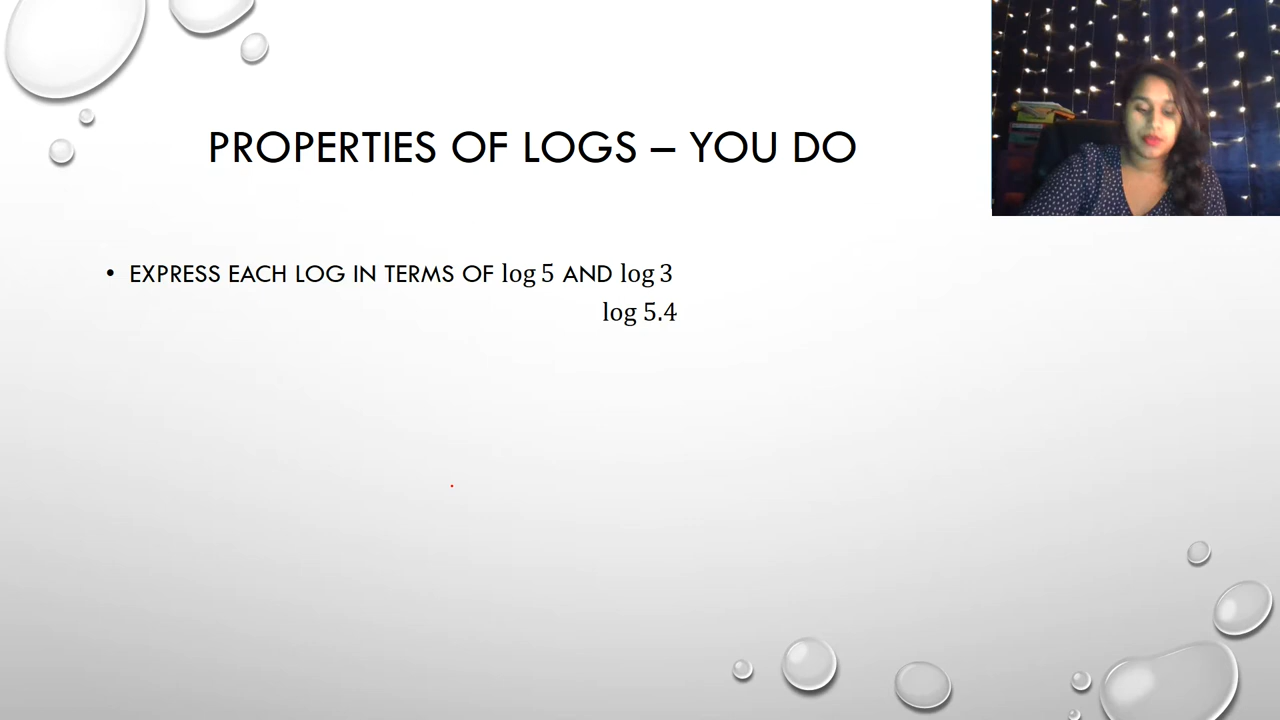 PROPERTIES OF LOGS – YOU DO
• EXPRESS EACH LOG IN TERMS OF log 5 AND log 3
log 5.4